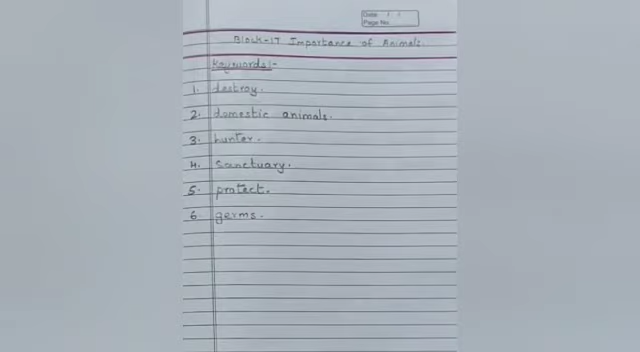 Date / /
Page No.
Block-17 Importance of Animals.
Keywords:-
1. destroy.
2. domestic animals.
3. hunter.
4. sanctuary.
5. protect.
6. germs.